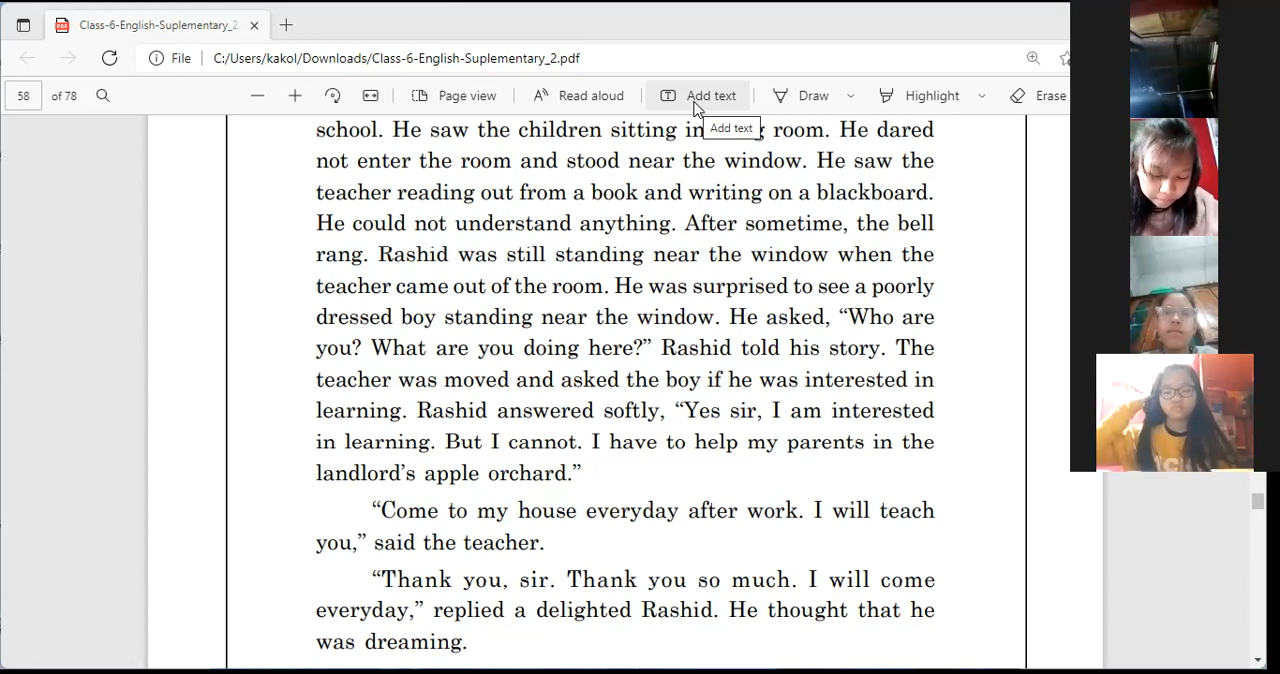 Class-6-English-Suplementary_2
File
C:/Users/kakol/Downloads/Class-6-English-Suplementary_2.pdf
58
of 78
Page view
Read aloud
Add text
Draw
Highlight
Erase
Add text
school. He saw the children sitting in room. He dared
not enter the room and stood near the window. He saw the
teacher reading out from a book and writing on a blackboard.
He could not understand anything. After sometime, the bell
rang. Rashid was still standing near the window when the
teacher came out of the room. He was surprised to see a poorly
dressed boy standing near the window. He asked, “Who are
you? What are you doing here?” Rashid told his story. The
teacher was moved and asked the boy if he was interested in
learning. Rashid answered softly, “Yes sir, I am interested
in learning. But I cannot. I have to help my parents in the
landlord’s apple orchard.”
“Come to my house everyday after work. I will teach
you,” said the teacher.
“Thank you, sir. Thank you so much. I will come
everyday,” replied a delighted Rashid. He thought that he
was dreaming.